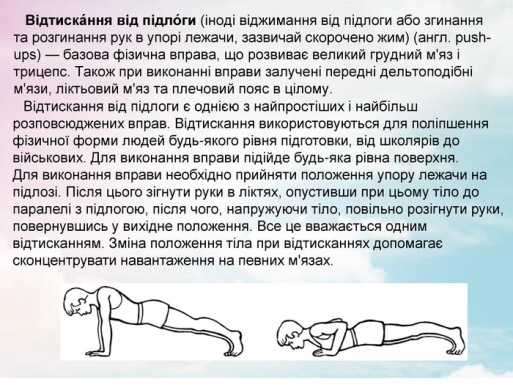 Відтиска́ння від підло́ги (іноді віджимання від підлоги або згинання
та розгинання рук в упорі лежачи, зазвичай скорочено жим) (англ. push-
ups) — базова фізична вправа, що розвиває великий грудний м'яз і
трицепс. Також при виконанні вправи залучені передні дельтоподібні
м'язи, ліктьовий м'яз та плечовий пояс в цілому.
Відтискання від підлоги є однією з найпростіших і найбільш
розповсюджених вправ. Відтискання використовуються для поліпшення
фізичної форми людей будь-якого рівня підготовки, від школярів до
військових. Для виконання вправи підійде будь-яка рівна поверхня.
Для виконання вправи необхідно прийняти положення упору лежачи на
підлозі. Після цього зігнути руки в ліктях, опустивши при цьому тіло до
паралелі з підлогою, після чого, напружуючи тіло, повільно розігнути руки,
повернувшись у вихідне положення. Все це вважається одним
відтисканням. Зміна положення тіла при відтисканнях допомагає
сконцентрувати навантаження на певних м'язах.